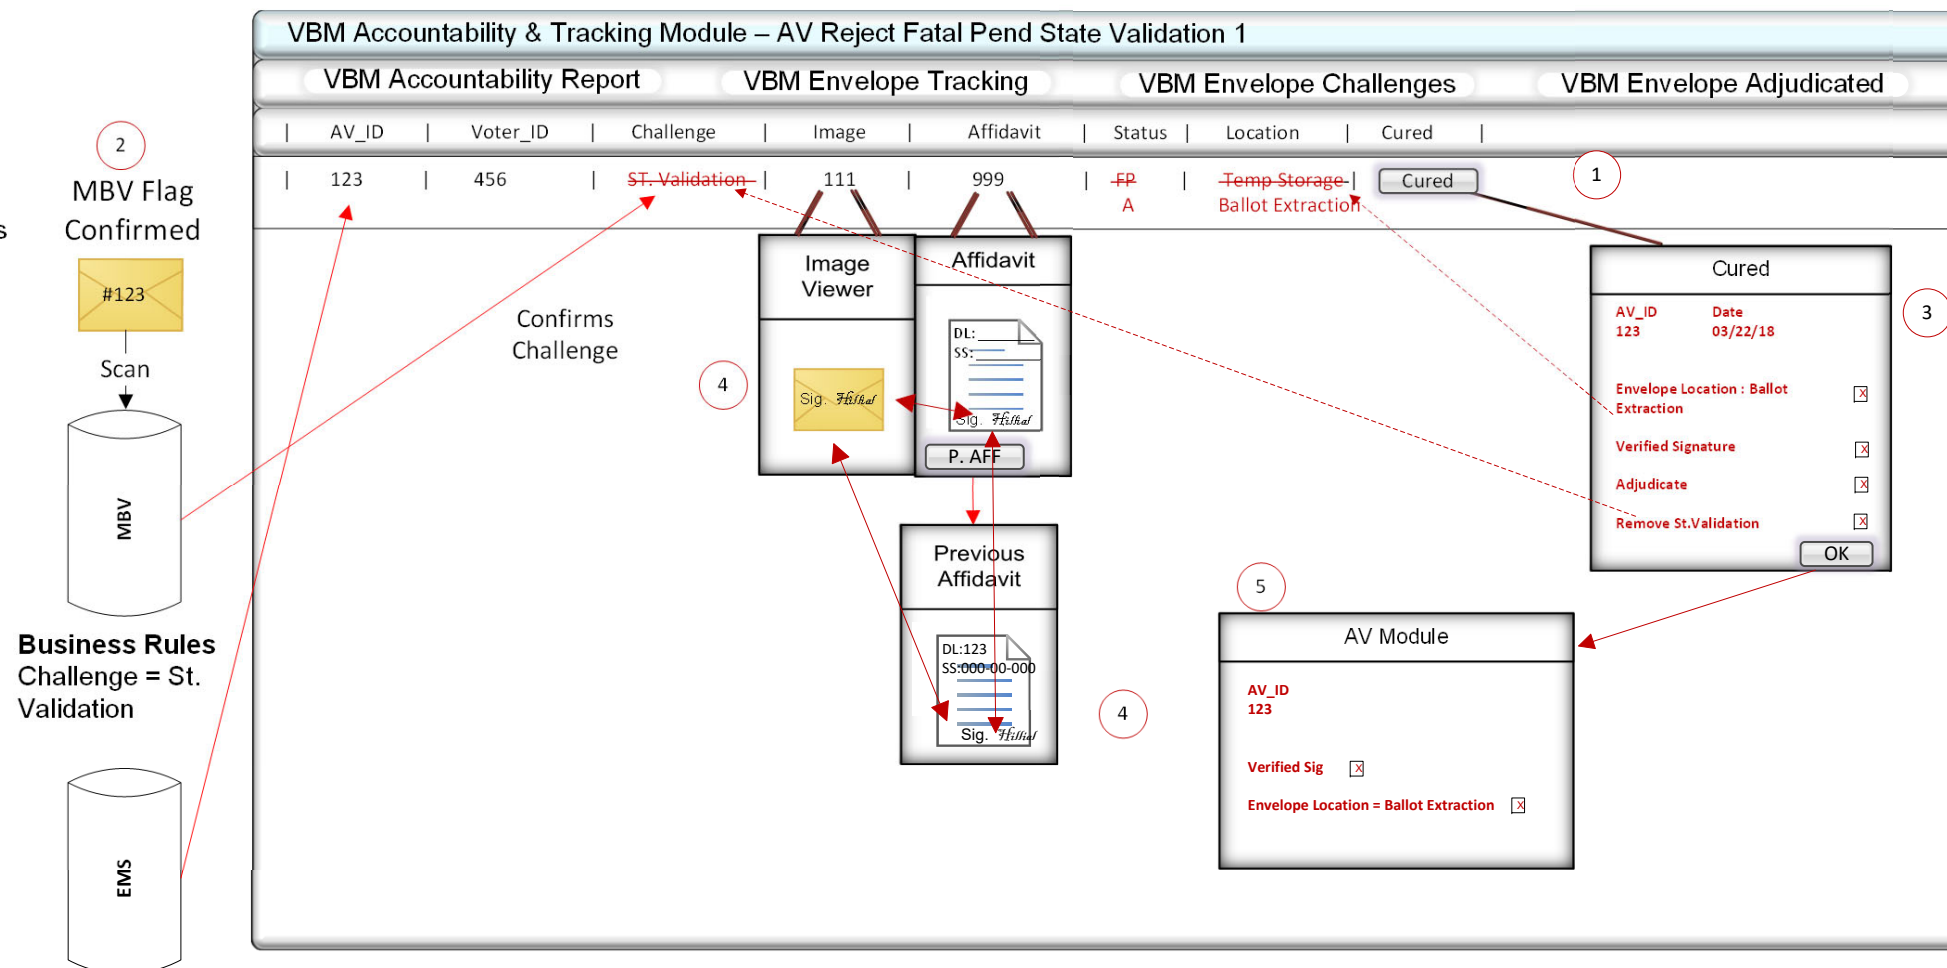 VBM Accountability & Tracking Module – AV Reject Fatal Pend State Validation 1
VBM Accountability Report VBM Envelope Tracking VBM Envelope Challenges VBM Envelope Adjudicated
| AV_ID | Voter_ID | Challenge | Image | Affidavit | Status | Location | Cured |
| 123 | 456 | ST. Validation | 111 | 999 | FP | Temp Storage | Cured
A Ballot Extraction
1
2
MBV Flag
Confirmed
s
#123
Scan
MBV
Business Rules
Challenge = St.
Validation
EMS
Confirms
Challenge
4
Image
Viewer
Sig.
Affidavit
DL:
SS:
Sig.
P. AFF
Previous
Affidavit
DL:123
SS:000-00-000
Sig.
4
Cured
3
AV_ID Date
123 03/22/18
Envelope Location : Ballot X
Extraction
Verified Signature X
Adjudicate X
Remove St.Validation X
OK
5
AV Module
AV_ID
123
Verified Sig X
Envelope Location = Ballot Extraction X